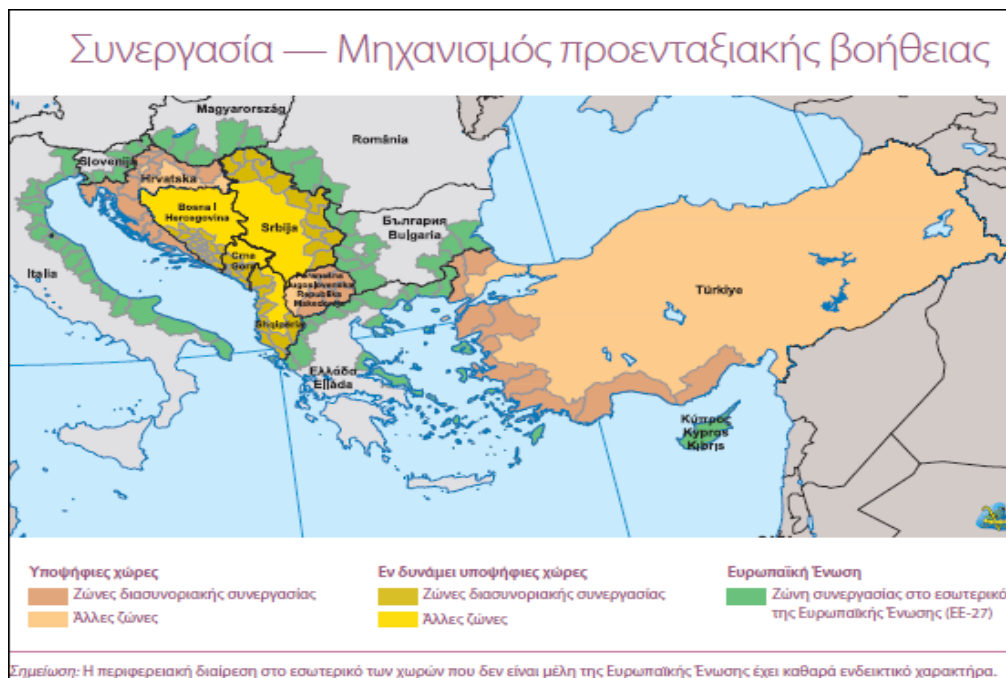 Συνεργασία — Μηχανισμός προενταξιακής βοήθειας
Magyarország
România
Slovenija
Hrvatska
Bosna I
Hercegovina
Srbija
България
Bulgaria
Crna
Gora
Italia
Jugoslovenska
Republika
Shqipëria
Türkiye
Ελλάδα
Ellada
Κύπρος
Kypros
Kıbrıs
Υποψήφιες χώρες
Ζώνες διασυνοριακής συνεργασίας
Άλλες ζώνες
Εν δυνάμει υποψήφιες χώρες
Ζώνες διασυνοριακής συνεργασίας
Άλλες ζώνες
Ευρωπαϊκή Ένωση
Ζώνη συνεργασίας στο εσωτερικό
της Ευρωπαϊκής Ένωσης (ΕΕ-27)
Σημείωση: Η περιφερειακή διαίρεση στο εσωτερικό των χωρών που δεν είναι μέλη της Ευρωπαϊκής Ένωσης έχει καθαρά ενδεικτικό χαρακτήρα.